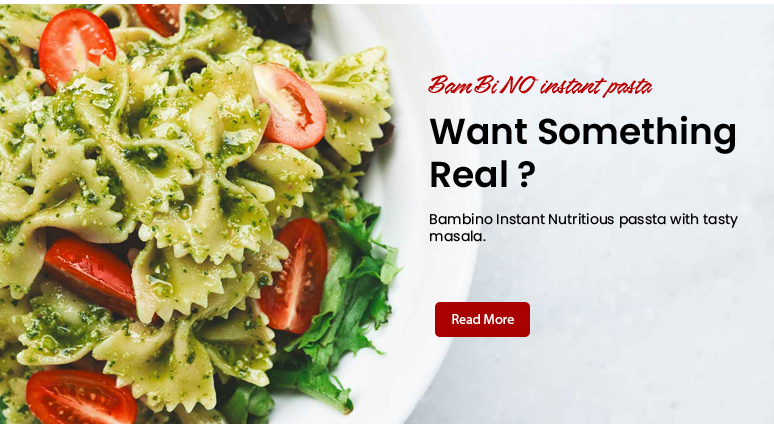 BamBiNO instant pasta
Want Something
Real ?
Bambino Instant Nutritious passta with tasty
masala.
Read More